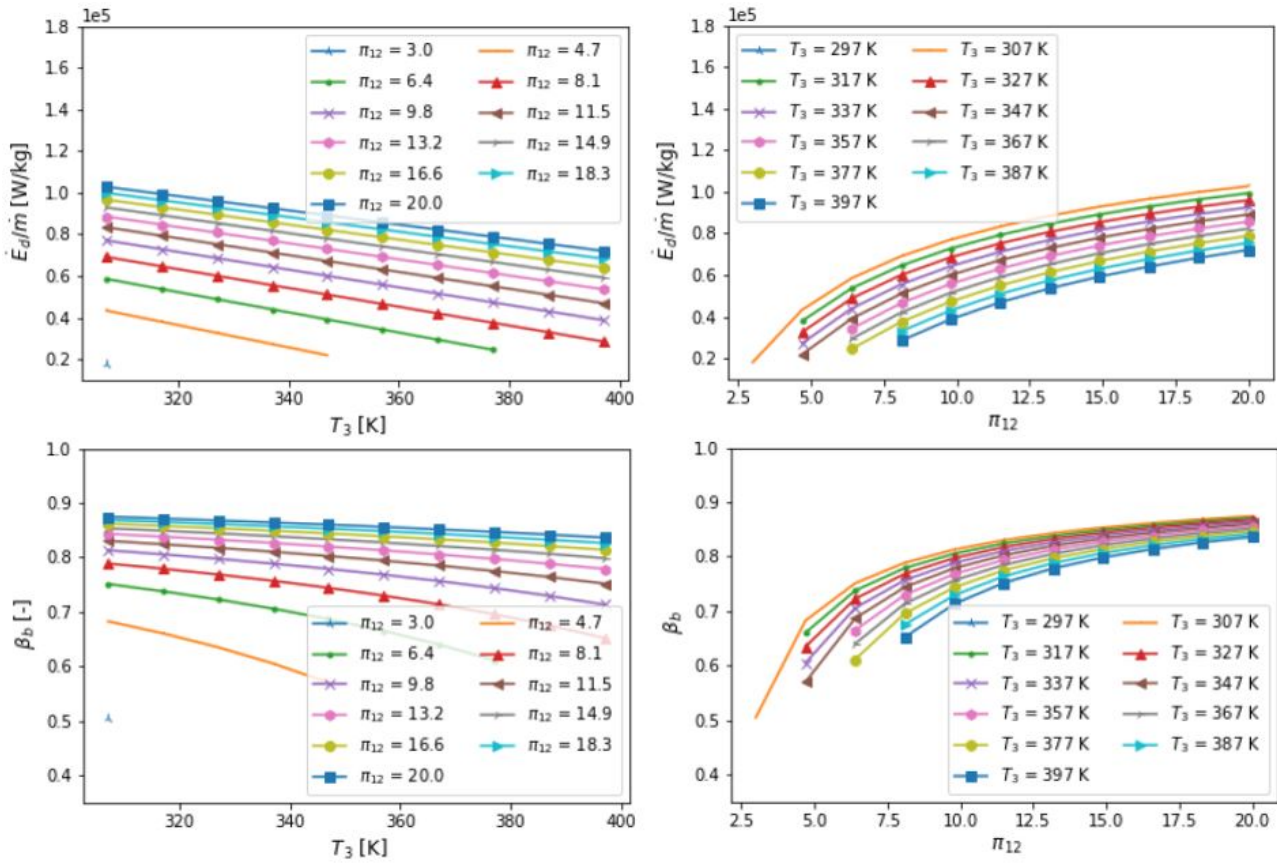 1e5
1.8
1.6
1.4
1.2
1.0
0.8
0.6
0.4
0.2
Ė_d/ṁ [W/kg]
π₁₂ = 3.0 π₁₂ = 4.7
π₁₂ = 6.4 π₁₂ = 8.1
π₁₂ = 9.8 π₁₂ = 11.5
π₁₂ = 13.2 π₁₂ = 14.9
π₁₂ = 16.6 π₁₂ = 18.3
π₁₂ = 20.0
320 340 360 380 400
T₃ [K]
1e5
1.8
1.6
1.4
1.2
1.0
0.8
0.6
0.4
0.2
Ė_d/ṁ [W/kg]
T₃ = 297 K T₃ = 307 K
T₃ = 317 K T₃ = 327 K
T₃ = 337 K T₃ = 347 K
T₃ = 357 K T₃ = 367 K
T₃ = 377 K T₃ = 387 K
T₃ = 397 K
2.5 5.0 7.5 10.0 12.5 15.0 17.5 20.0
π₁₂
1.0
0.9
0.8
0.7
0.6
0.5
0.4
β_b [-]
π₁₂ = 3.0 π₁₂ = 4.7
π₁₂ = 6.4 π₁₂ = 8.1
π₁₂ = 9.8 π₁₂ = 11.5
π₁₂ = 13.2 π₁₂ = 14.9
π₁₂ = 16.6 π₁₂ = 18.3
π₁₂ = 20.0
320 340 360 380 400
T₃ [K]
1.0
0.9
0.8
0.7
0.6
0.5
0.4
β_b
T₃ = 297 K T₃ = 307 K
T₃ = 317 K T₃ = 327 K
T₃ = 337 K T₃ = 347 K
T₃ = 357 K T₃ = 367 K
T₃ = 377 K T₃ = 387 K
T₃ = 397 K
2.5 5.0 7.5 10.0 12.5 15.0 17.5 20.0
π₁₂